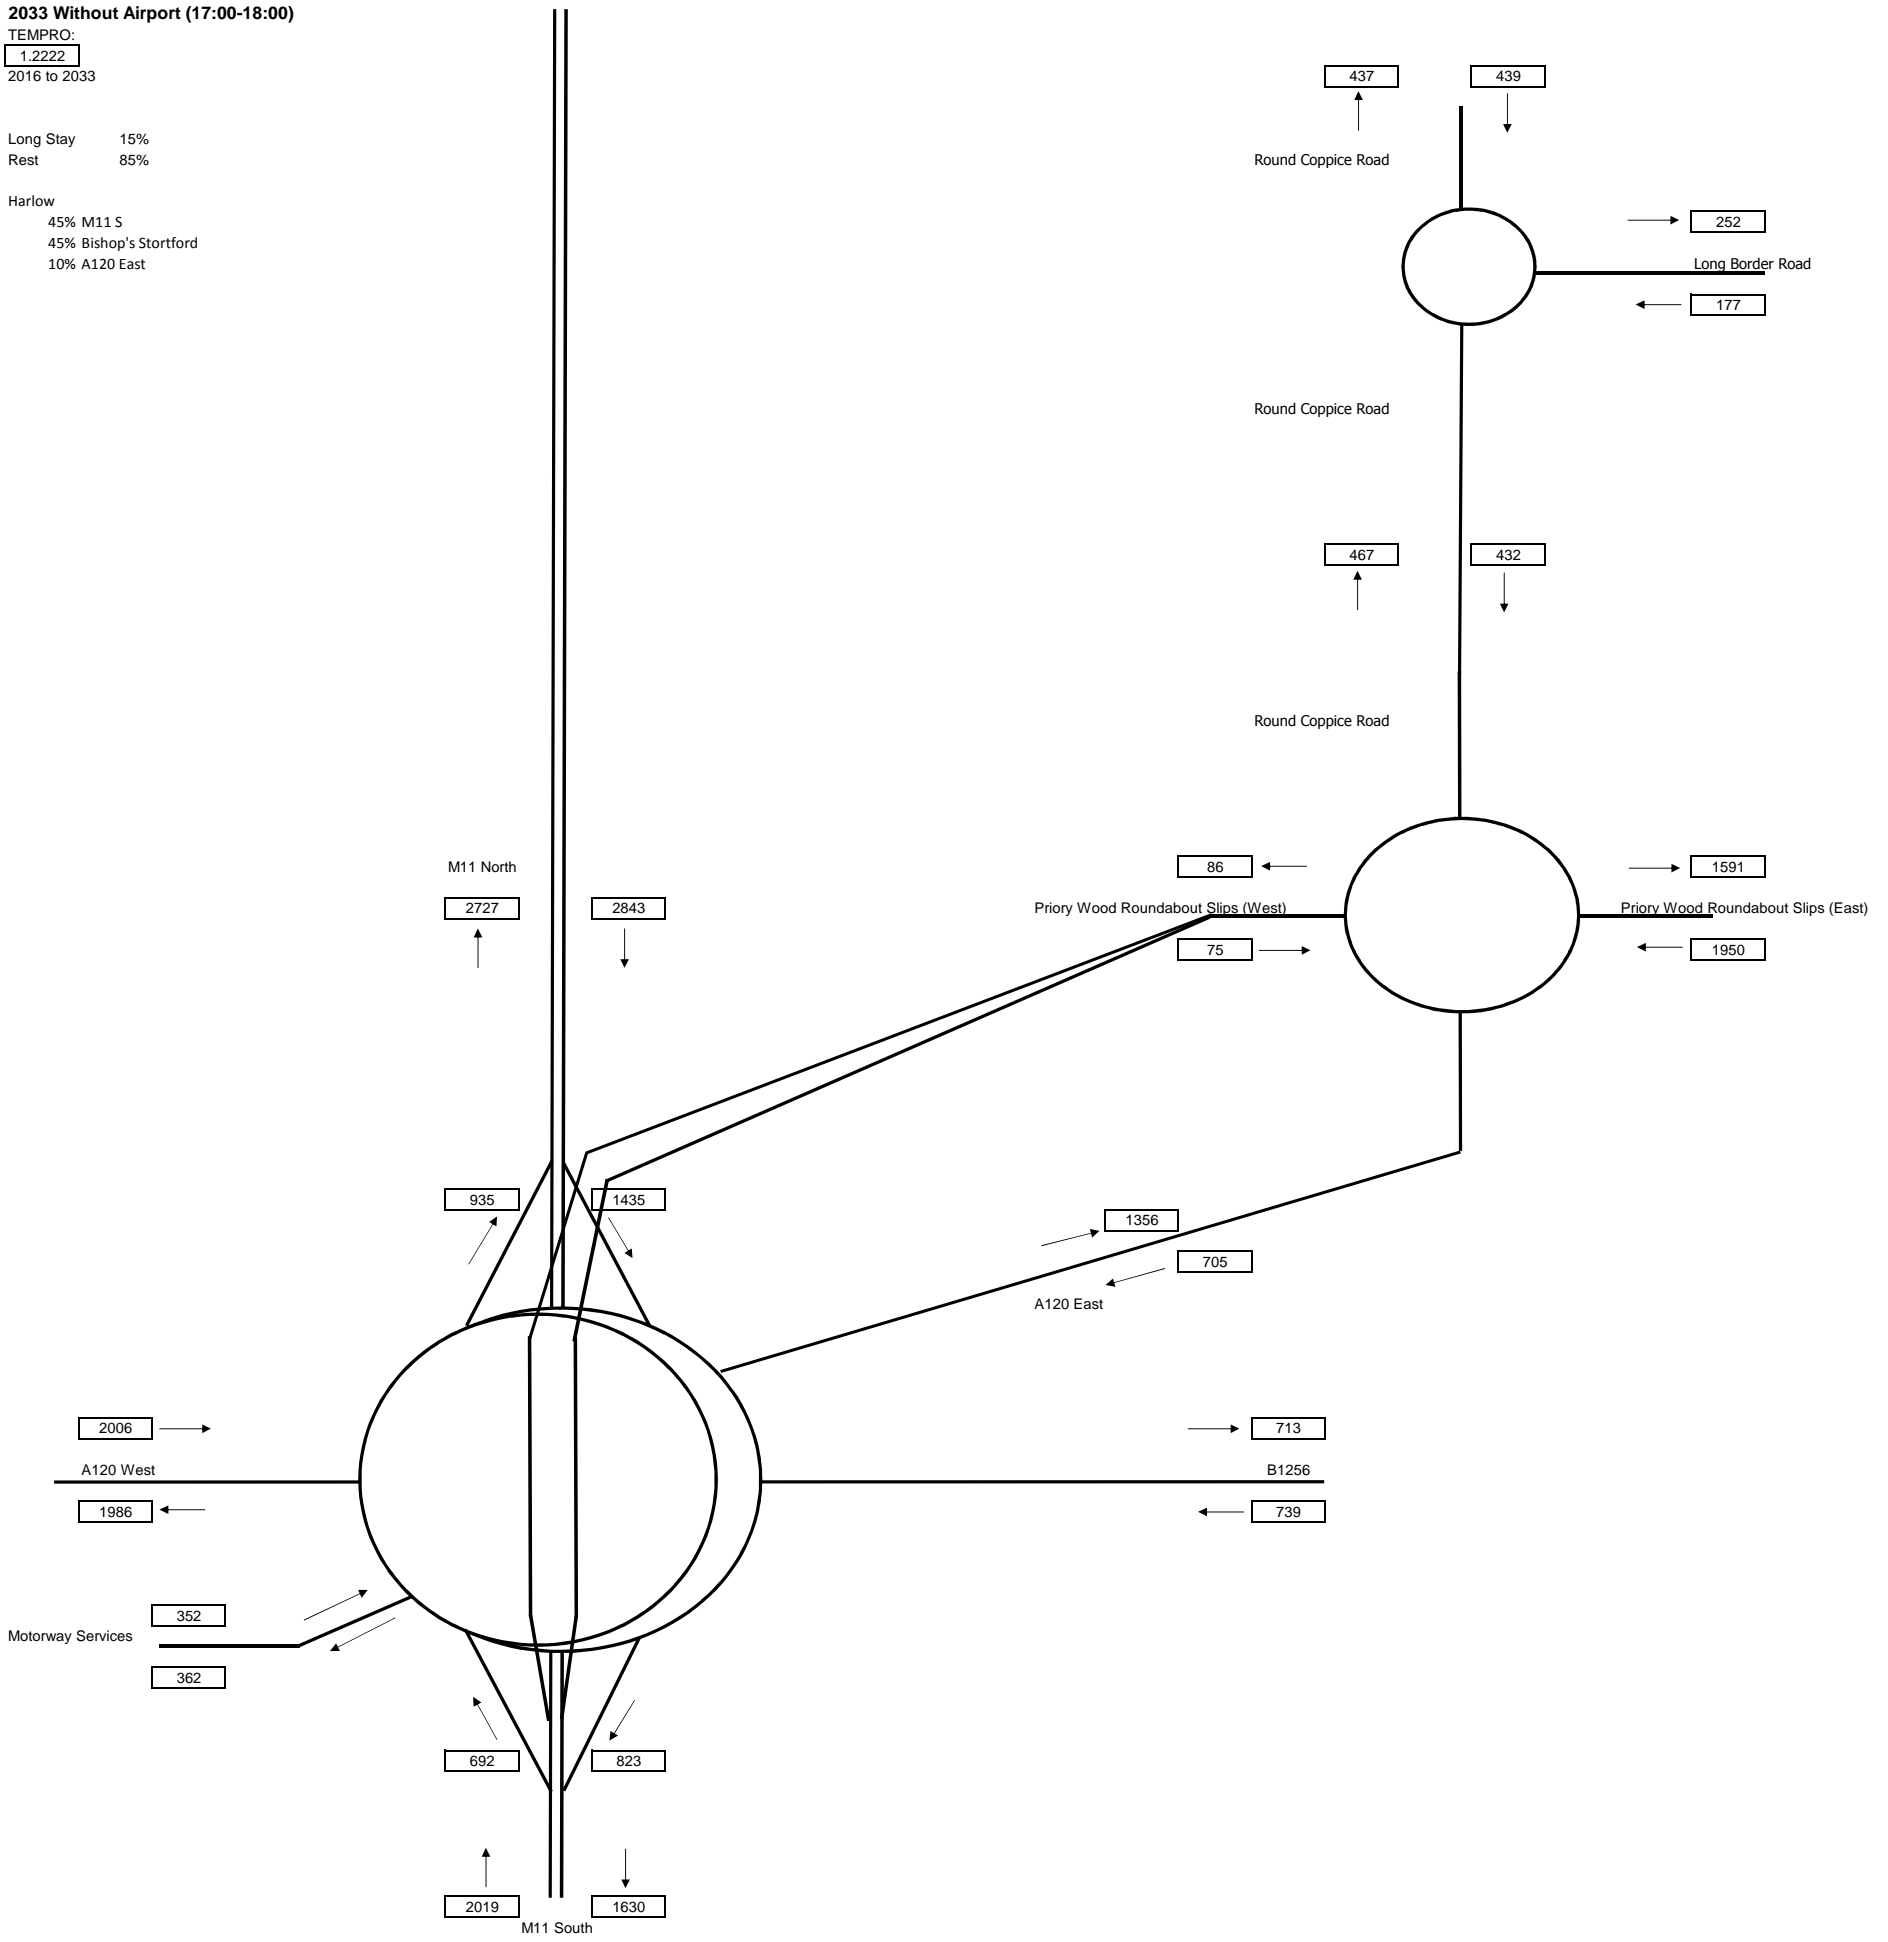 2033 Without Airport (17:00-18:00)
TEMPRO:
1.2222
2016 to 2033
437 439
Long Stay 15%
Rest 85%
Round Coppice Road
Harlow
45% M11 S
45% Bishop's Stortford
10% A120 East
252
Long Border Road
177
Round Coppice Road
467 432
Round Coppice Road
M11 North
86
1591
2727 2843
Priory Wood Roundabout Slips (West)
Priory Wood Roundabout Slips (East)
75
1950
935 1435
1356
705
A120 East
2006
713
A120 West
B1256
1986
739
352
Motorway Services
362
692 823
2019 1630
M11 South